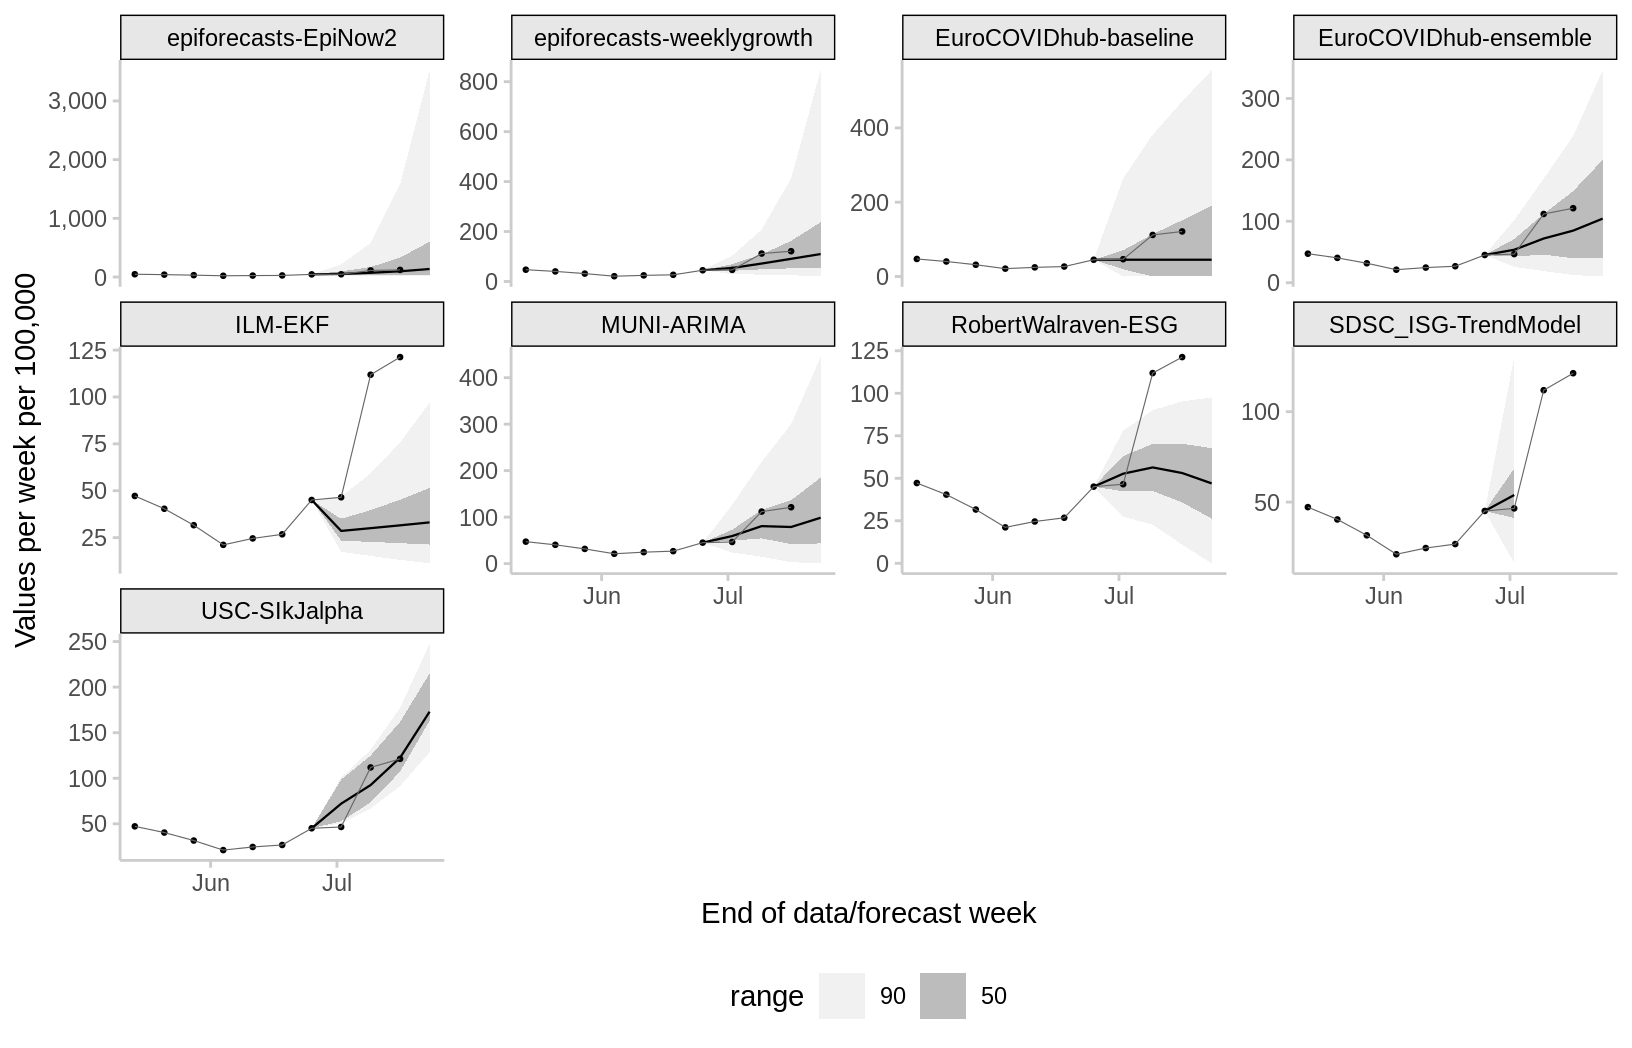 epiforecasts-EpiNow2
epiforecasts-weeklygrowth
EuroCOVIDhub-baseline
EuroCOVIDhub-ensemble
3,000
2,000
1,000
0
800
600
400
200
0
400
200
0
300
200
100
0
Values per week per 100,000
ILM-EKF
MUNI-ARIMA
RobertWalraven-ESG
SDSC_ISG-TrendModel
125
100
75
50
25
400
300
200
100
0
125
100
75
50
25
0
100
50
Jun Jul
Jun Jul
Jun Jul
USC-SIkJalpha
250
200
150
100
50
Jun Jul
End of data/forecast week
range 90 50